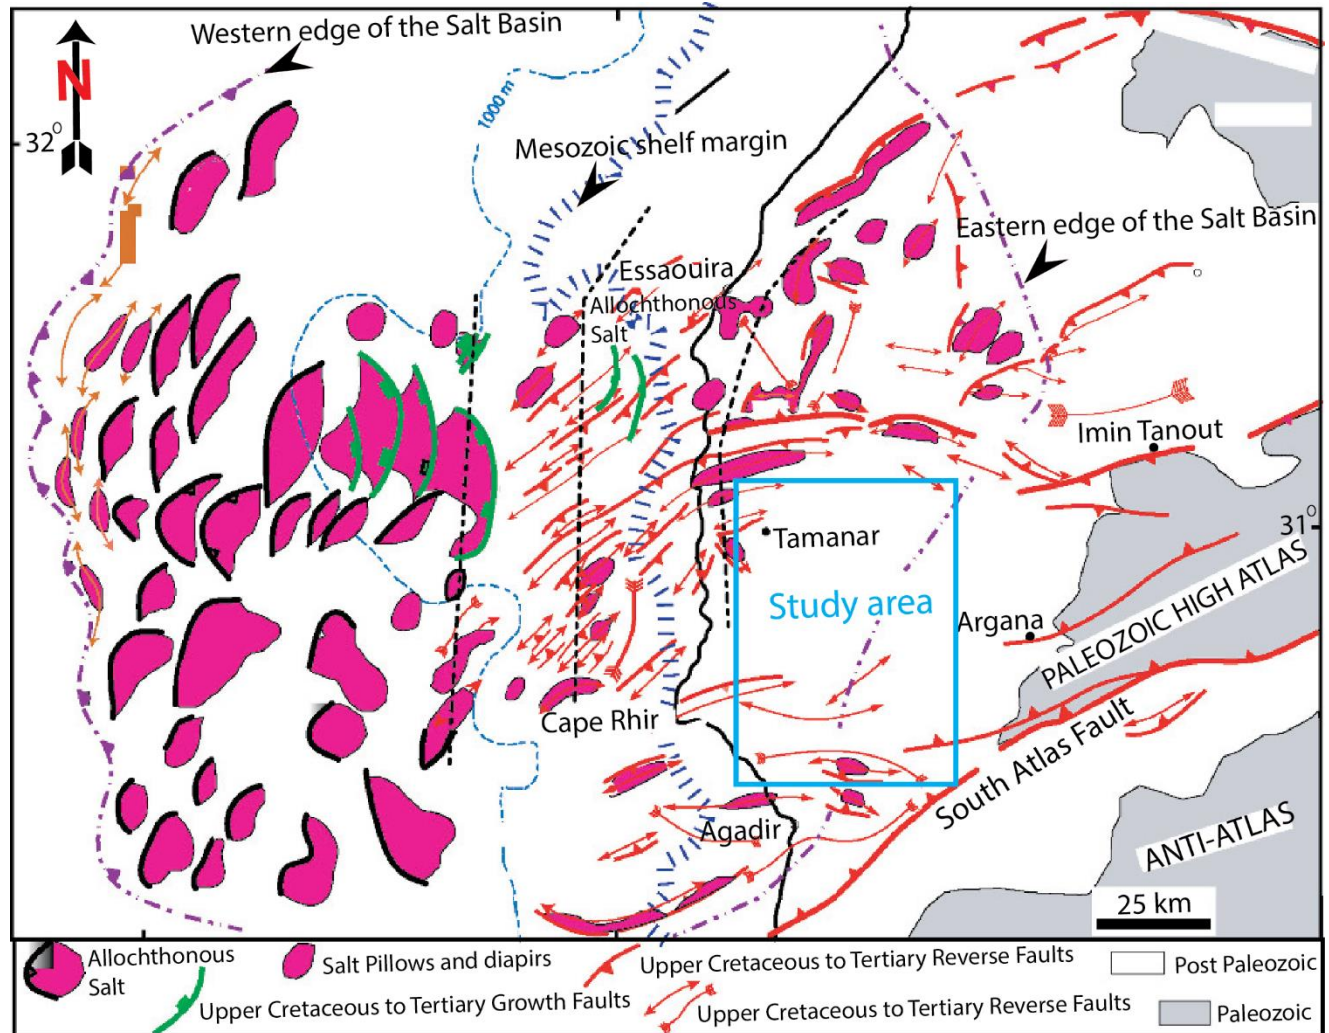 Western edge of the Salt Basin
N
32°
1000 m
Mesozoic shelf margin
Eastern edge of the Salt Basin
Essaouira
Allochthonous
Salt
Imin Tanout
31°
Tamanar
Study area
Argana
PALEOZOIC HIGH ATLAS
Cape Rhir
South Atlas Fault
Agadir
ANTI-ATLAS
25 km
Allochthonous
Salt
Salt Pillows and diapirs
Upper Cretaceous to Tertiary Reverse Faults
Post Paleozoic
Upper Cretaceous to Tertiary Growth Faults
Upper Cretaceous to Tertiary Reverse Faults
Paleozoic